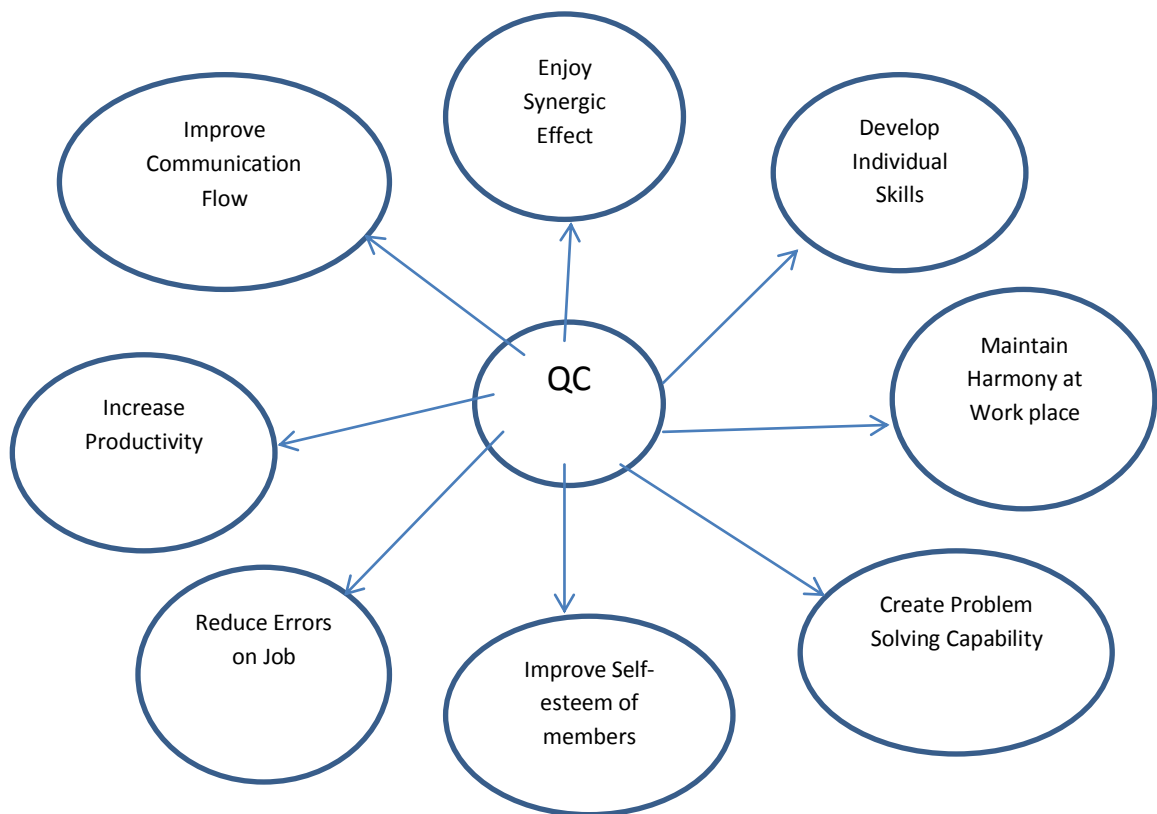 Enjoy
Synergic
Effect
Improve
Communication
Flow
Develop
Individual
Skills
Maintain
Harmony at
Work place
QC
Increase
Productivity
Create Problem
Solving Capability
Reduce Errors
on Job
Improve Self-
esteem of
members